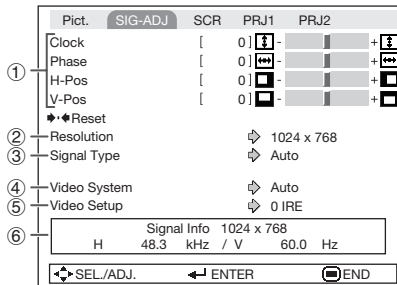 Pict. SIG-ADJ SCR PRJ1 PRJ2
① Clock [ 0 ] - +
Phase [ 0 ] - +
H-Pos [ 0 ] - +
V-Pos [ 0 ] - +
Reset
② Resolution 1024 x 768
③ Signal Type Auto
④ Video System Auto
⑤ Video Setup 0 IRE
⑥ Signal Info 1024 x 768
H 48.3 kHz / V 60.0 Hz
SEL./ADJ. ENTER END